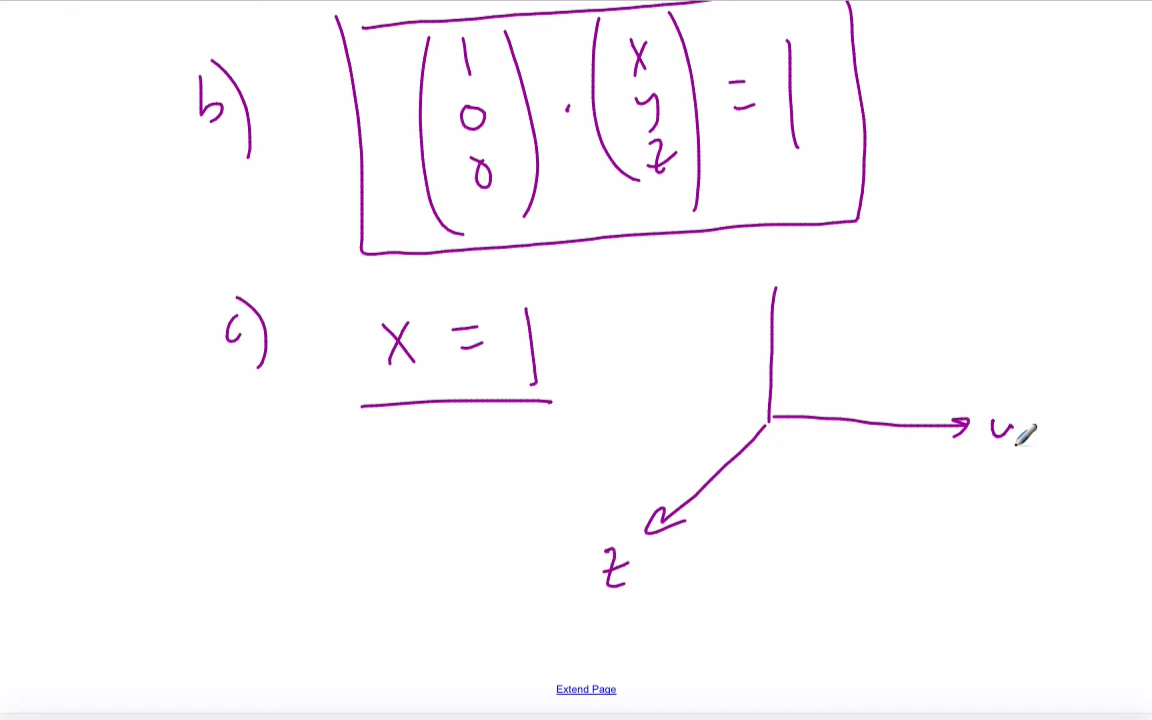 b) (1 0 0) · (x y z) = 1
c) x = 1
z
Extend Page